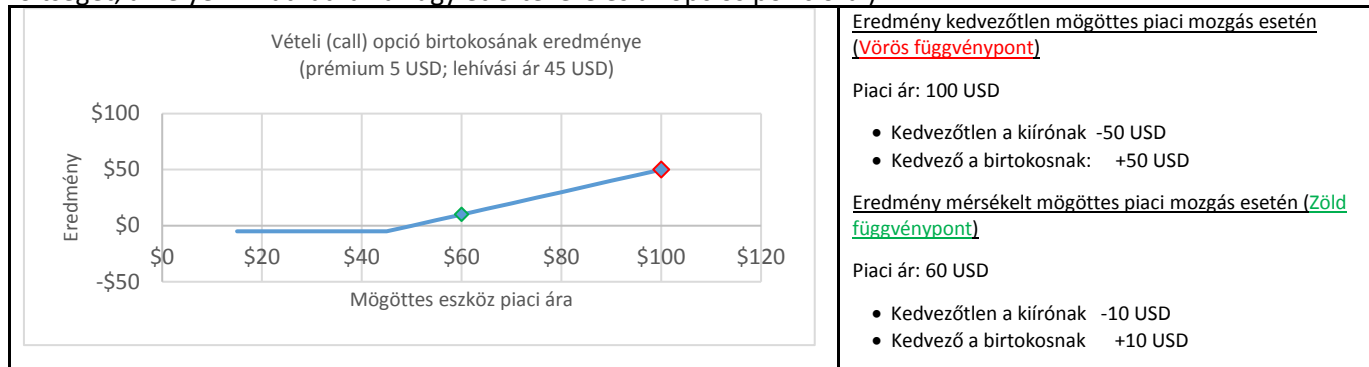 Vételi (call) opció birtokosának eredménye
(prémium 5 USD; lehívási ár 45 USD)
$100
$50
$0
-$50
$0
$20
$40
$60
$80
$100
$120
Eredmény
Mögöttes eszköz piaci ára
Eredmény kedvezőtlen mögöttes piaci mozgás esetén
(Vörös függvénypont)
Piaci ár: 100 USD
• Kedvezőtlen a kiírónak -50 USD
• Kedvező a birtokosnak: +50 USD
Eredmény mérsékelt mögöttes piaci mozgás esetén (Zöld
függvénypont)
Piaci ár: 60 USD
• Kedvezőtlen a kiírónak -10 USD
• Kedvező a birtokosnak +10 USD